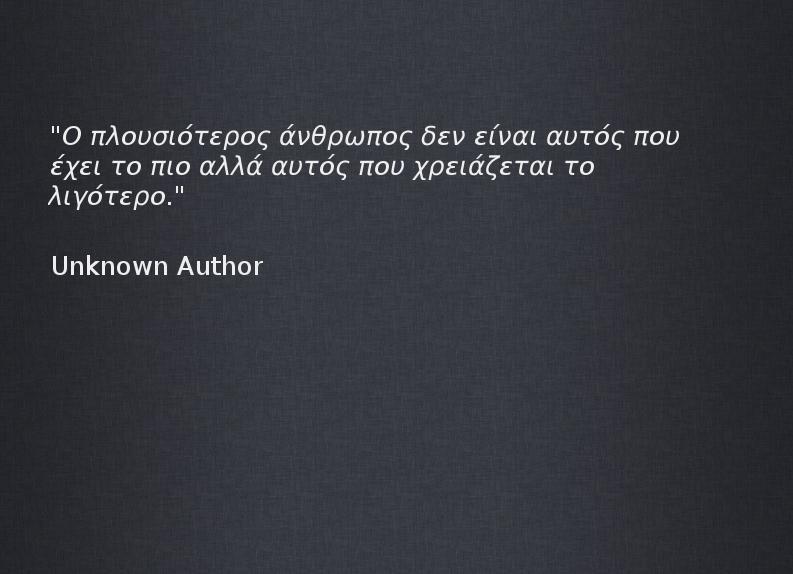 "Ο πλουσιότερος άνθρωπος δεν είναι αυτός που
έχει το πιο αλλά αυτός που χρειάζεται το
λιγότερο."
Unknown Author